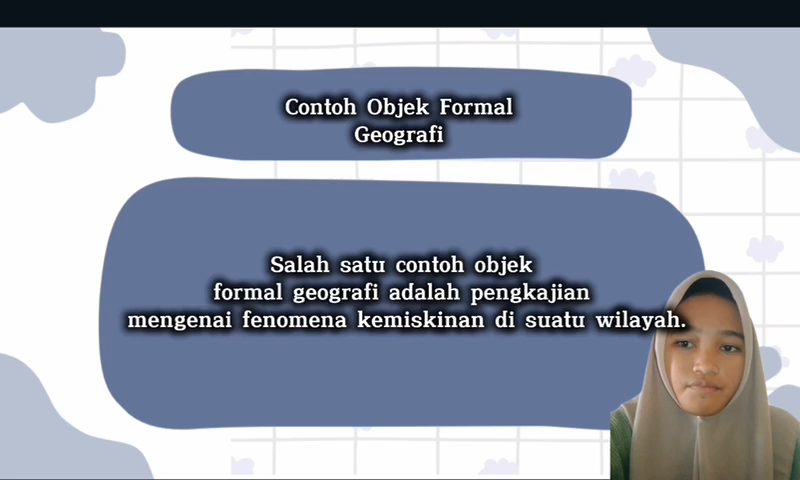 Contoh Objek Formal
Geografi
Salah satu contoh objek
formal geografi adalah pengkajian
mengenai fenomena kemiskinan di suatu wilayah.